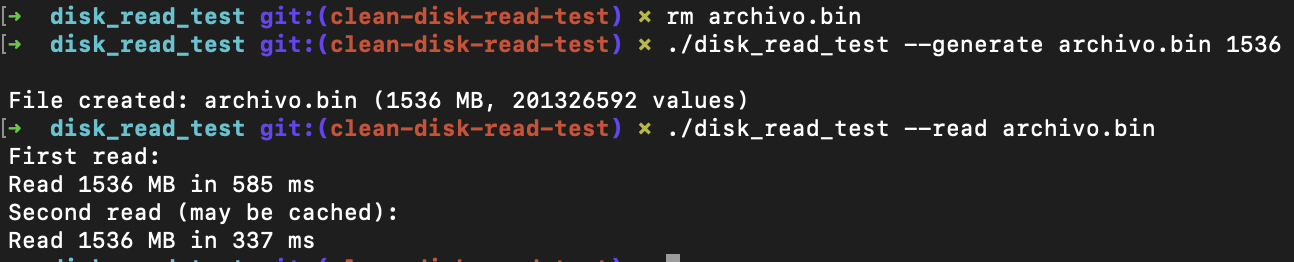 [➜ disk_read_test git:(clean-disk-read-test) × rm archivo.bin
[➜ disk_read_test git:(clean-disk-read-test) × ./disk_read_test --generate archivo.bin 1536
File created: archivo.bin (1536 MB, 201326592 values)
[➜ disk_read_test git:(clean-disk-read-test) × ./disk_read_test --read archivo.bin
First read:
Read 1536 MB in 585 ms
Second read (may be cached):
Read 1536 MB in 337 ms